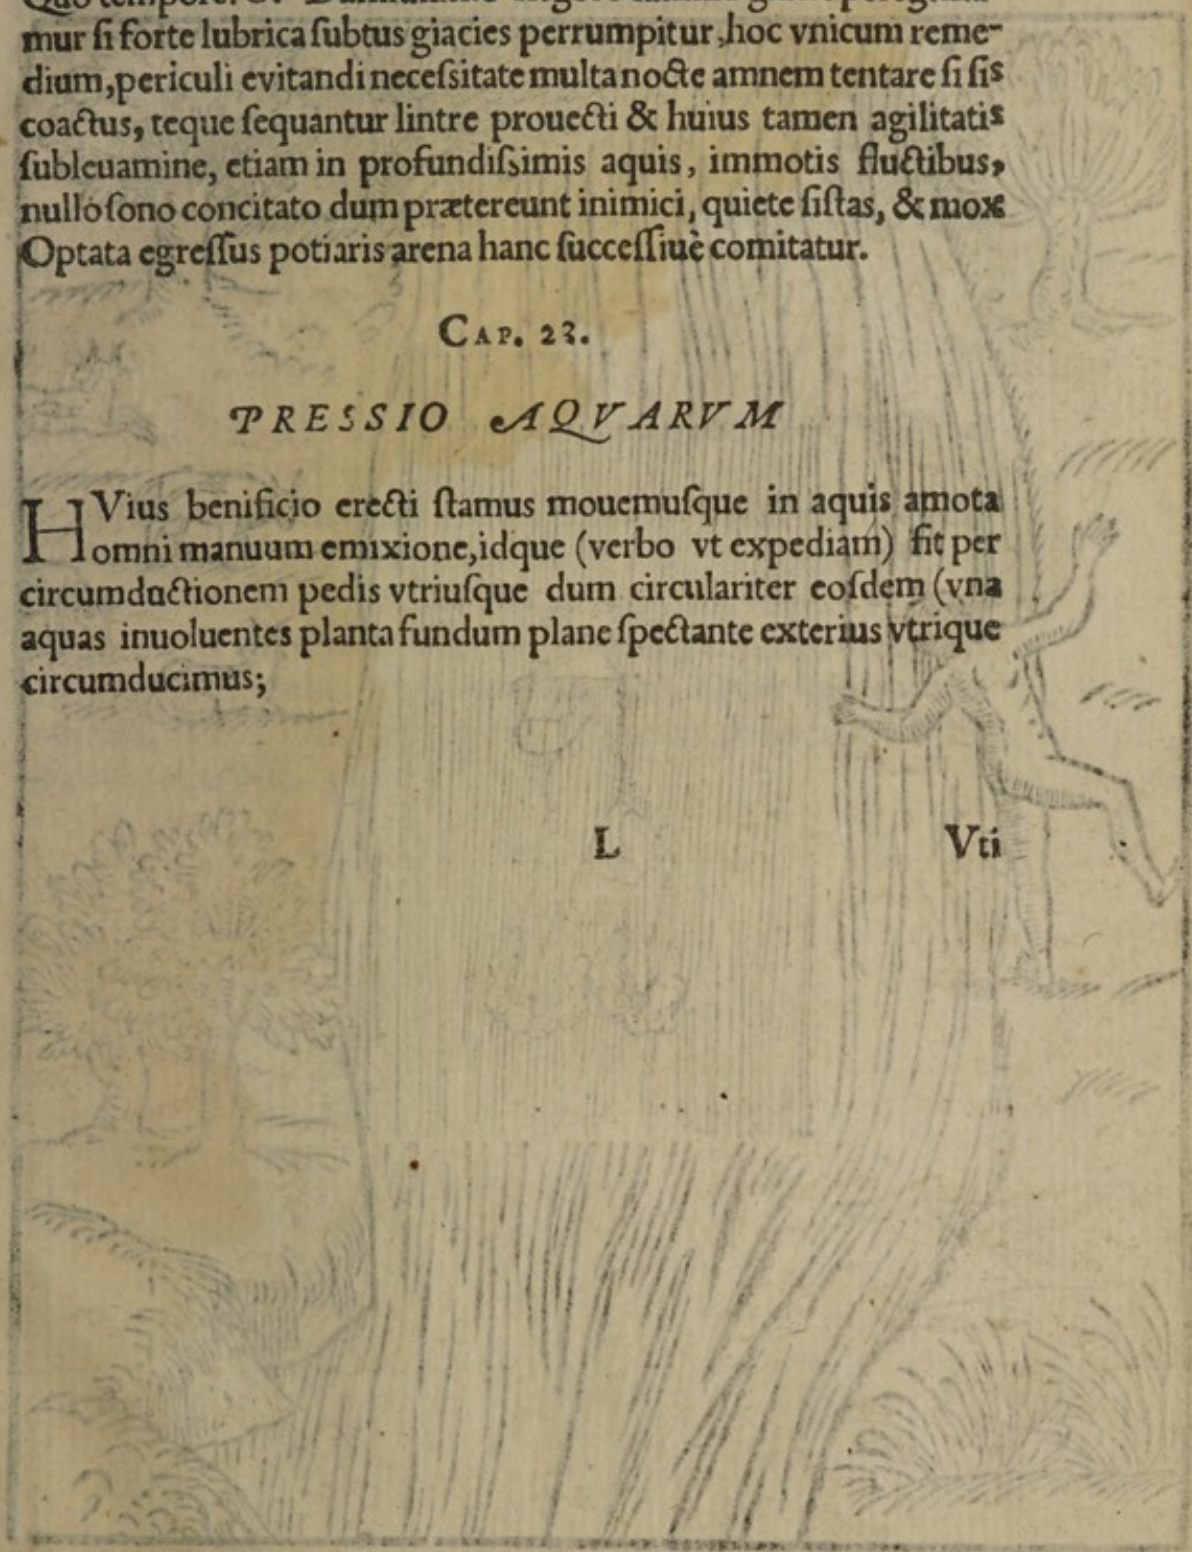 Quo tempore.
mur ſi forte lubrica ſubtus giacies perrumpitur, hoc vnicum reme-
dium, periculi evitandi neceſsitate multa nocte amnem tentare ſi ſis
coactus, teque ſequantur lintre prouecti & huius tamen agilitatis
ſubleuamine, etiam in profundiſsimis aquis, immotis fluctibus,
nullo ſono concitato dum prætereunt inimici, quiete ſiſtas, & mox
Optata egreſſus potiaris arena hanc ſucceſſiuè comitatur.
CAP. 23.
PRESSIO AQVARVM
HVius benificio erecti ſtamus mouemuſque in aquis amota
omni manuum emixione, idque (verbo vt expediam) fit per
circumductionem pedis vtriuſque dum circulariter eoſdem (vna
aquas inuoluentes planta fundum plane ſpectante exterius vtrique
circumducimus;
L Vti